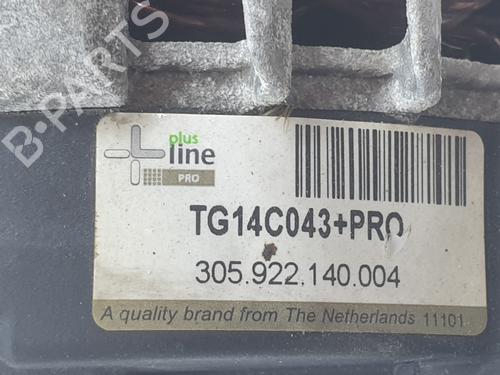 B-PARTS
plus
line
PRO
TG14C043+PRO
305.922.140.004
A quality brand from The Netherlands 11101